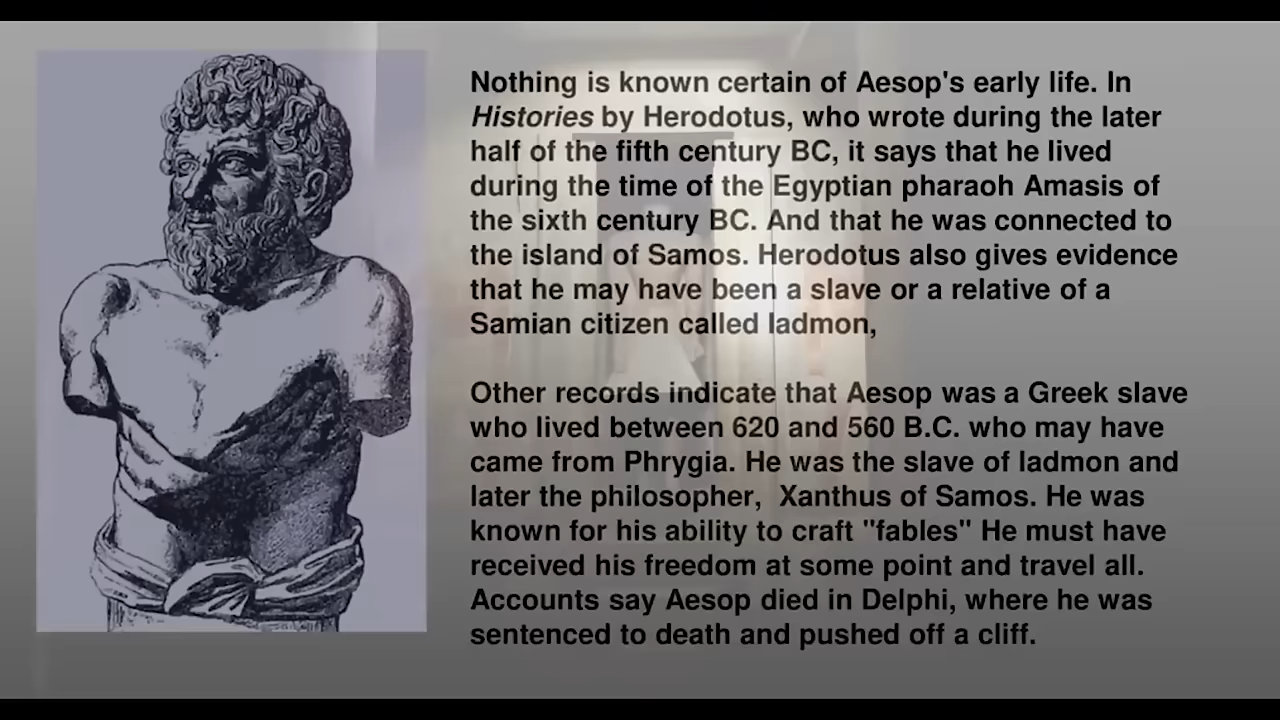 Nothing is known certain of Aesop's early life. In
Histories by Herodotus, who wrote during the later
half of the fifth century BC, it says that he lived
during the time of the Egyptian pharaoh Amasis of
the sixth century BC. And that he was connected to
the island of Samos. Herodotus also gives evidence
that he may have been a slave or a relative of a
Samian citizen called ladmon,
Other records indicate that Aesop was a Greek slave
who lived between 620 and 560 B.C. who may have
came from Phrygia. He was the slave of ladmon and
later the philosopher,  Xanthus of Samos. He was
known for his ability to craft "fables" He must have
received his freedom at some point and travel all.
Accounts say Aesop died in Delphi, where he was
sentenced to death and pushed off a cliff.